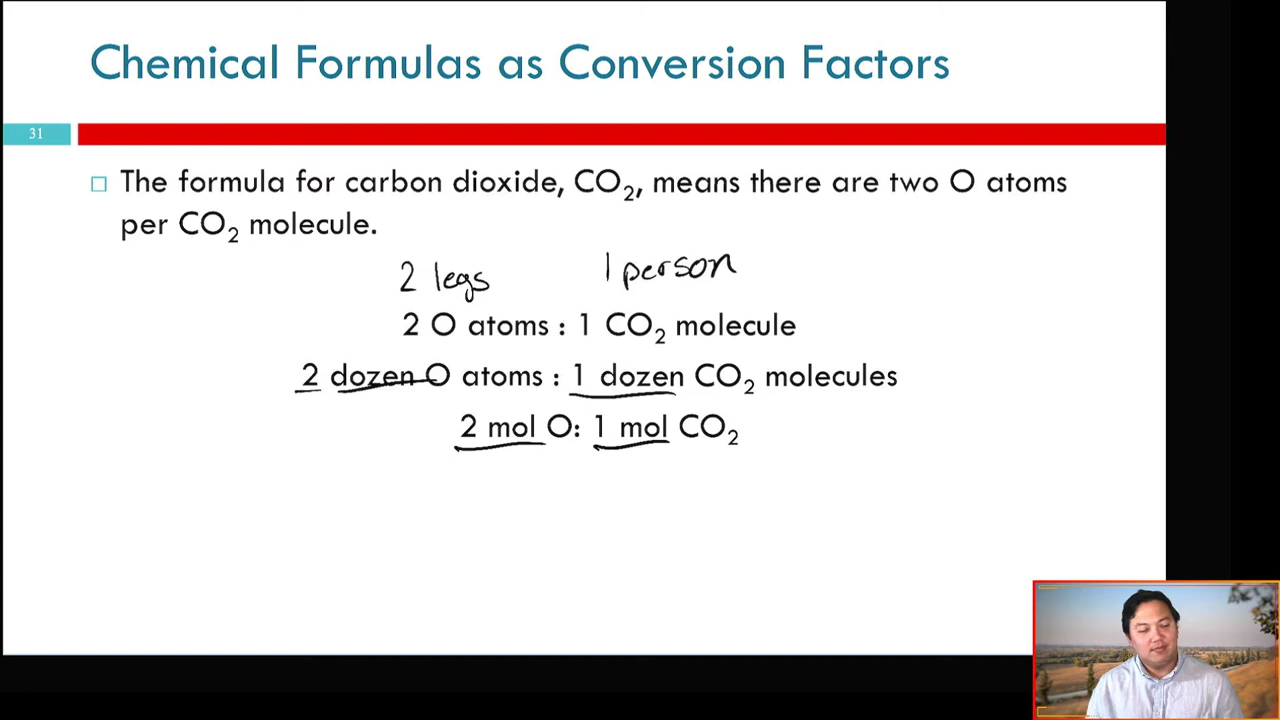 Chemical Formulas as Conversion Factors
31
The formula for carbon dioxide, CO₂, means there are two O atoms
per CO₂ molecule.
2 legs 1 person
2 O atoms : 1 CO₂ molecule
2 dozen O atoms : 1 dozen CO₂ molecules
2 mol O: 1 mol CO₂